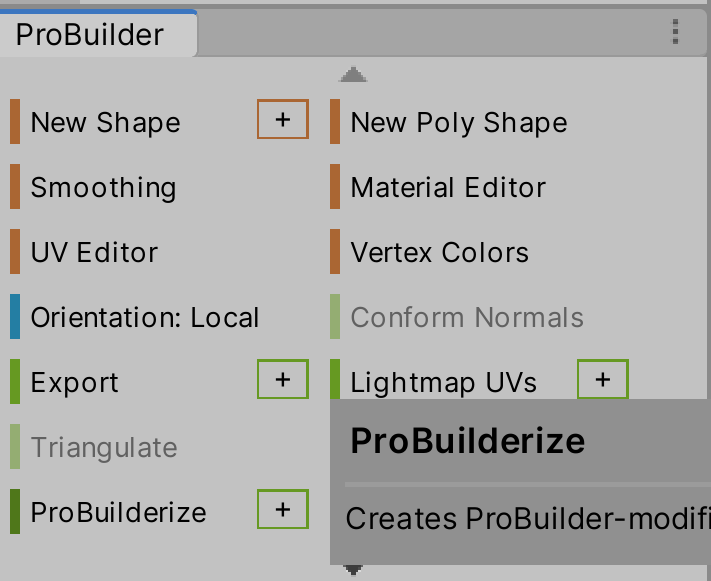 ProBuilder
New Shape + New Poly Shape
Smoothing Material Editor
UV Editor Vertex Colors
Orientation: Local Conform Normals
Export + Lightmap UVs +
Triangulate
ProBuilderize
ProBuilderize +
Creates ProBuilder-modifi